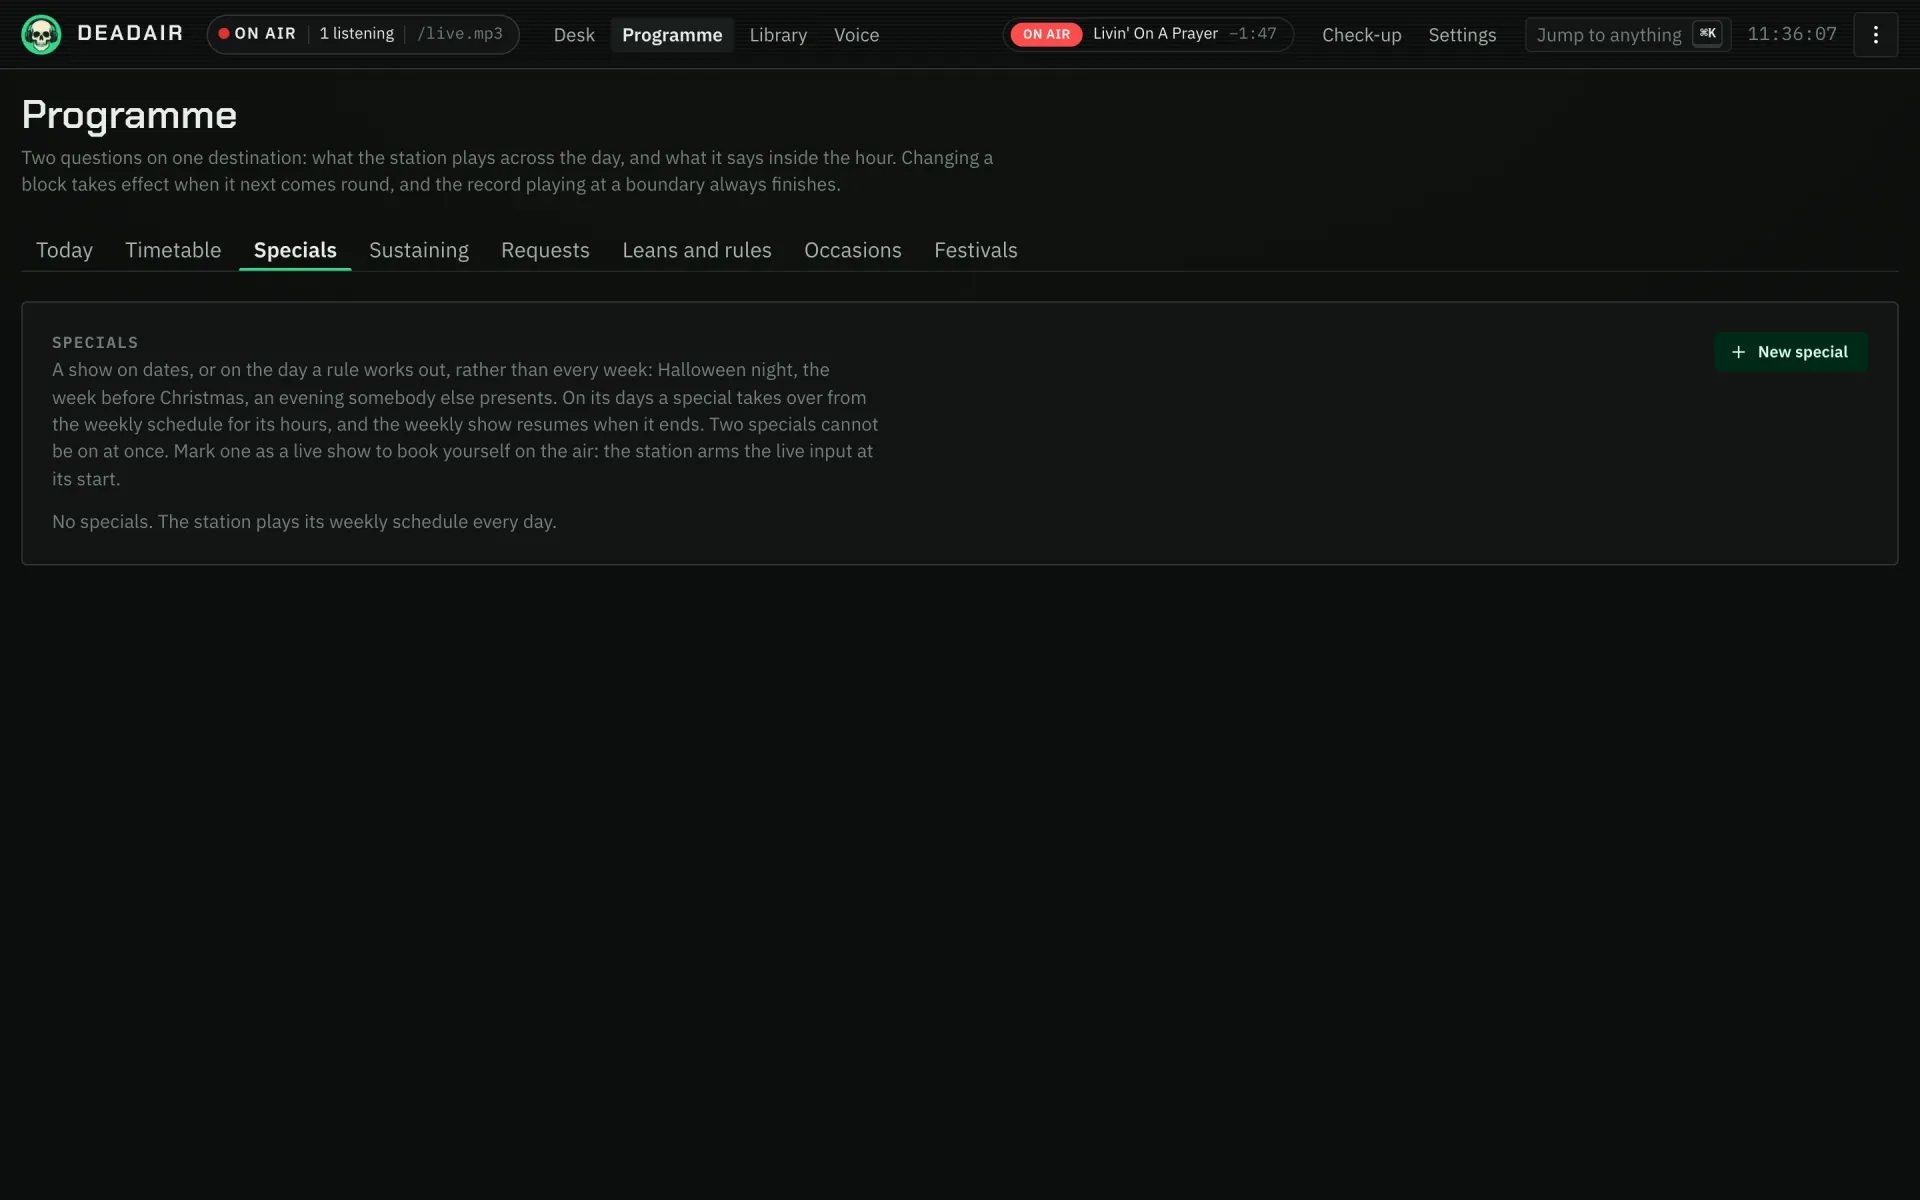 DEADAIR
ON AIR | 1 listening | /live.mp3
Desk
Programme
Library
Voice
ON AIR Livin' On A Prayer −1:47
Check-up
Settings
Jump to anything ⌘K
11:36:07
Programme
Two questions on one destination: what the station plays across the day, and what it says inside the hour. Changing a
block takes effect when it next comes round, and the record playing at a boundary always finishes.
Today
Timetable
Specials
Sustaining
Requests
Leans and rules
Occasions
Festivals
SPECIALS
+ New special
A show on dates, or on the day a rule works out, rather than every week: Halloween night, the
week before Christmas, an evening somebody else presents. On its days a special takes over from
the weekly schedule for its hours, and the weekly show resumes when it ends. Two specials cannot
be on at once. Mark one as a live show to book yourself on the air: the station arms the live input at
its start.
No specials. The station plays its weekly schedule every day.